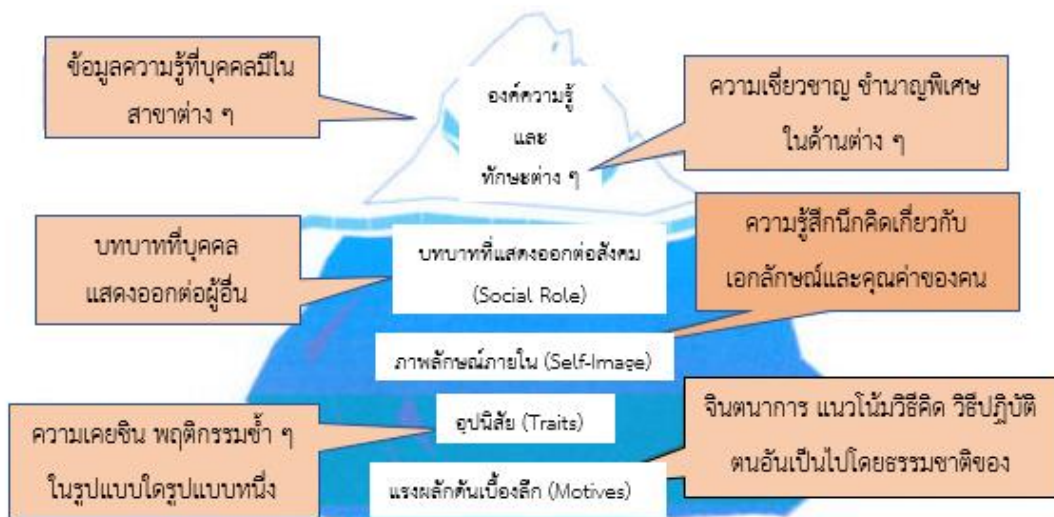 ข้อมูลความรู้ที่บุคคลมีใน
สาขาต่าง ๆ
องค์ความรู้
และ
ทักษะต่าง ๆ
ความเชี่ยวชาญ ชำนาญพิเศษ
ในด้านต่าง ๆ
บทบาทที่บุคคล
แสดงออกต่อผู้อื่น
บทบาทที่แสดงออกต่อสังคม
(Social Role)
ความรู้สึกนึกคิดเกี่ยวกับ
เอกลักษณ์และคุณค่าของคน
ภาพลักษณ์ภายใน (Self-Image)
ความเคยชิน พฤติกรรมซ้ำ ๆ
ในรูปแบบใดรูปแบบหนึ่ง
อุปนิสัย (Traits)
แรงผลักดันเบื้องลึก (Motives)
จินตนาการ แนวโน้มวิธีคิด วิธีปฏิบัติ
ตนอันเป็นไปโดยธรรมชาติของ